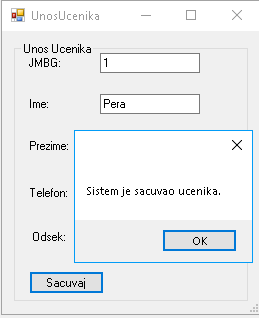 UnosUcenika
Unos Ucenika
JMBG: 1
Ime: Pera
Prezime:
Sistem je sacuvao ucenika.
Telefon:
OK
Odsek:
Sacuvaj